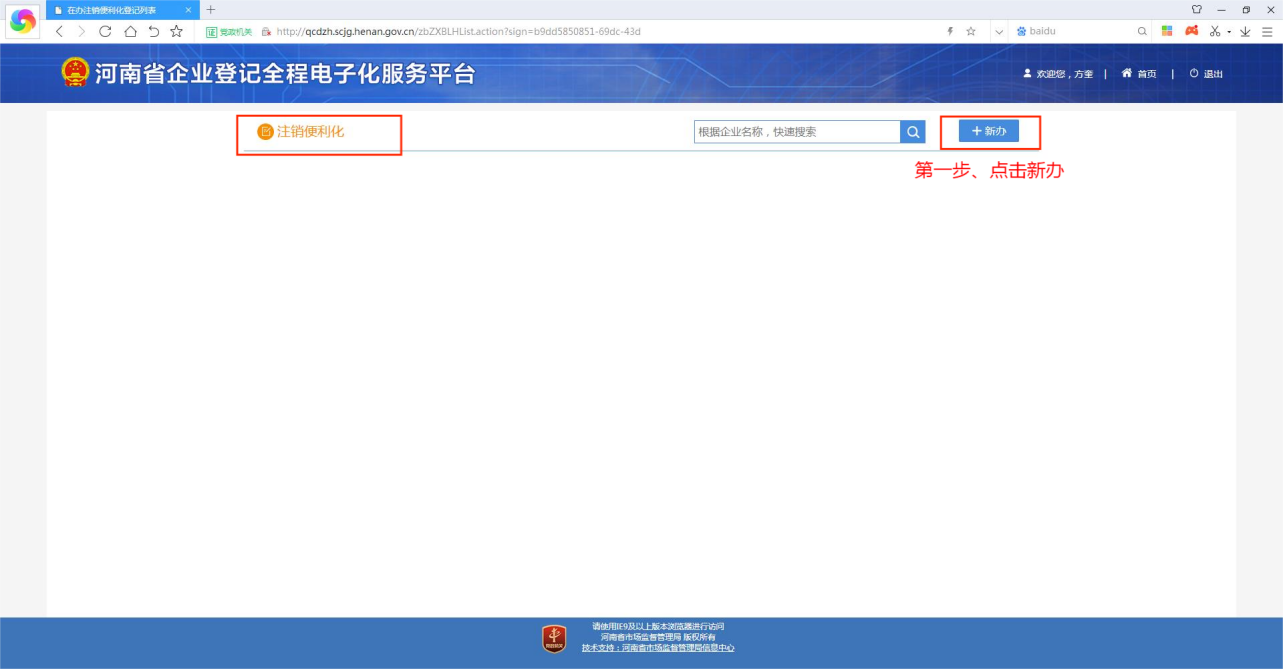 在办注销便利化登记列表
证 党政机关 http://qcdzh.scjg.henan.gov.cn/zbZXBLHList.action?sign=b9dd5850851-69dc-43d
baidu
河南省企业登记全程电子化服务平台
欢迎您，方奎 | 首页 | 退出
注销便利化
根据企业名称，快速搜索
新办
第一步、点击新办
请使用IE9及以上版本浏览器进行访问
河南省市场监督管理局 版权所有
技术支持：河南省市场监督管理局信息中心